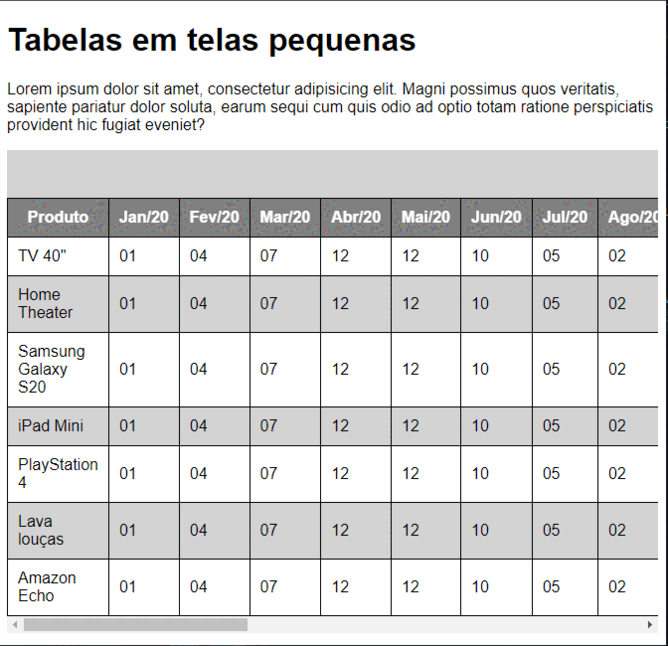 Tabelas em telas pequenas
Lorem ipsum dolor sit amet, consectetur adipisicing elit. Magni possimus quos veritatis,
sapiente pariatur dolor soluta, earum sequi cum quis odio ad optio totam ratione perspiciatis
provident hic fugiat eveniet?
Produto Jan/20 Fev/20 Mar/20 Abr/20 Mai/20 Jun/20 Jul/20 Ago/20
TV 40" 01 04 07 12 12 10 05 02
Home
Theater 01 04 07 12 12 10 05 02
Samsung
Galaxy 01 04 07 12 12 10 05 02
S20
iPad Mini 01 04 07 12 12 10 05 02
PlayStation
4 01 04 07 12 12 10 05 02
Lava
louças 01 04 07 12 12 10 05 02
Amazon
Echo 01 04 07 12 12 10 05 02